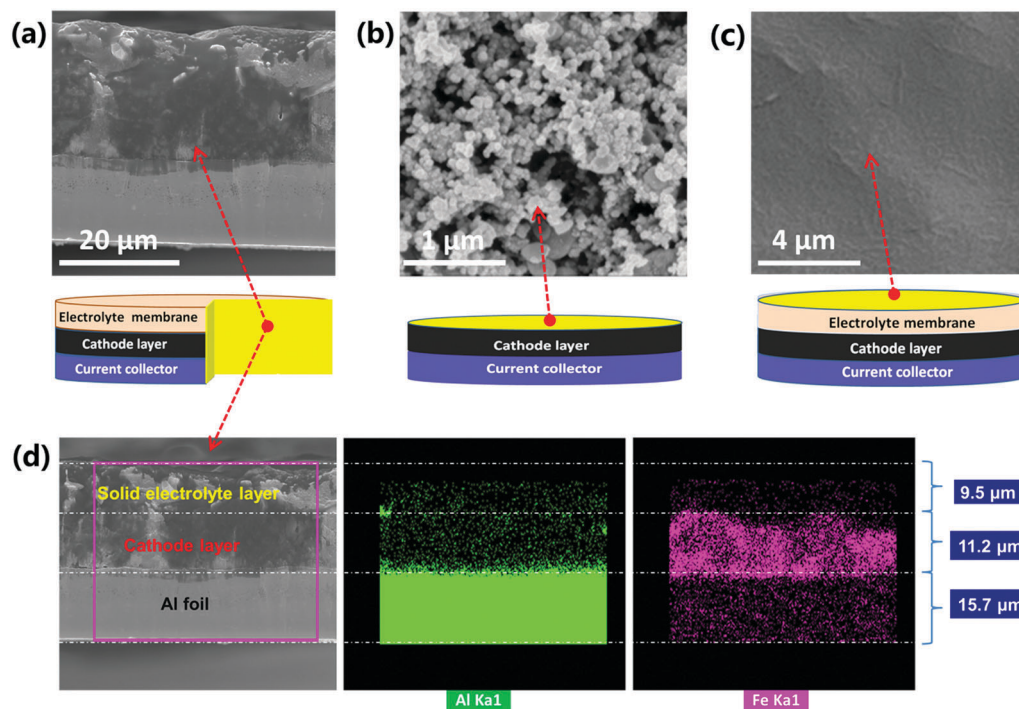 (a)
20 μm
(b)
1 μm
(c)
4 μm
Electrolyte membrane
Cathode layer
Current collector
Cathode layer
Current collector
Electrolyte membrane
Cathode layer
Current collector
(d)
Solid electrolyte layer
Cathode layer
Al foil
9.5 μm
11.2 μm
15.7 μm
Al Ka1
Fe Ka1